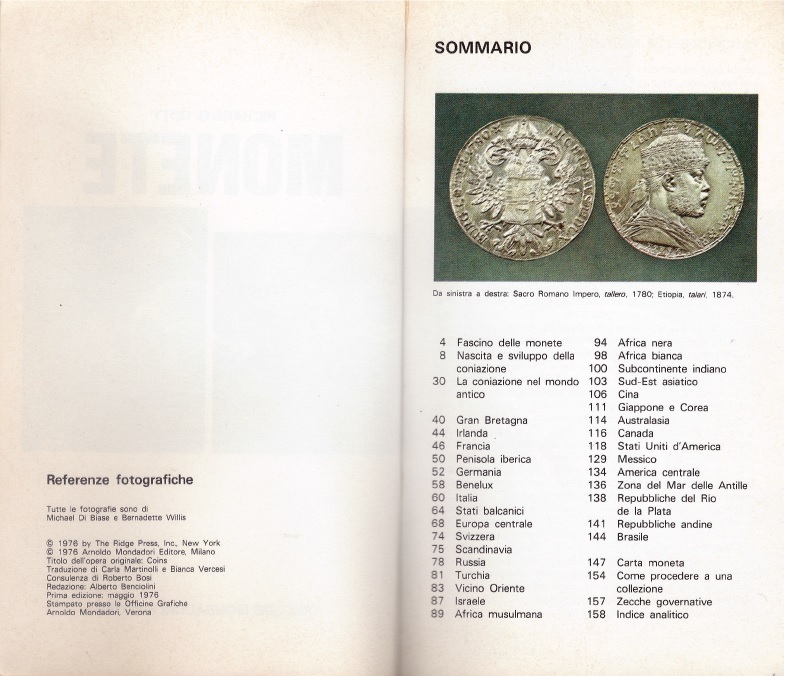 MONETE
Referenze fotografiche
Tutte le fotografie sono di
Michael Di Biase e Bernadette Willis
© 1976 by The Ridge Press, Inc., New York
© 1976 Arnoldo Mondadori Editore, Milano
Titolo dell'opera originale: Coins
Traduzione di Carla Martinolli e Bianca Vercesi
Consulenza di Roberto Bosi
Redazione: Alberto Benciolini
Prima edizione: maggio 1976
Stampato presso le Officine Grafiche
Arnoldo Mondadori, Verona
SOMMARIO
Da sinistra a destra: Sacro Romano Impero, tallero, 1780; Etiopia, talari, 1874.
4 Fascino delle monete
8 Nascita e sviluppo della
coniazione
30 La coniazione nel mondo
antico
40 Gran Bretagna
44 Irlanda
46 Francia
50 Penisola iberica
52 Germania
58 Benelux
60 Italia
64 Stati balcanici
68 Europa centrale
74 Svizzera
75 Scandinavia
78 Russia
81 Turchia
83 Vicino Oriente
87 Israele
89 Africa musulmana
94 Africa nera
98 Africa bianca
100 Subcontinente indiano
103 Sud-Est asiatico
106 Cina
111 Giappone e Corea
114 Australasia
116 Canada
118 Stati Uniti d'America
129 Messico
134 America centrale
136 Zona del Mar delle Antille
138 Repubbliche del Rio
de la Plata
141 Repubbliche andine
144 Brasile
147 Carta moneta
154 Come procedere a una
collezione
157 Zecche governative
158 Indice analitico